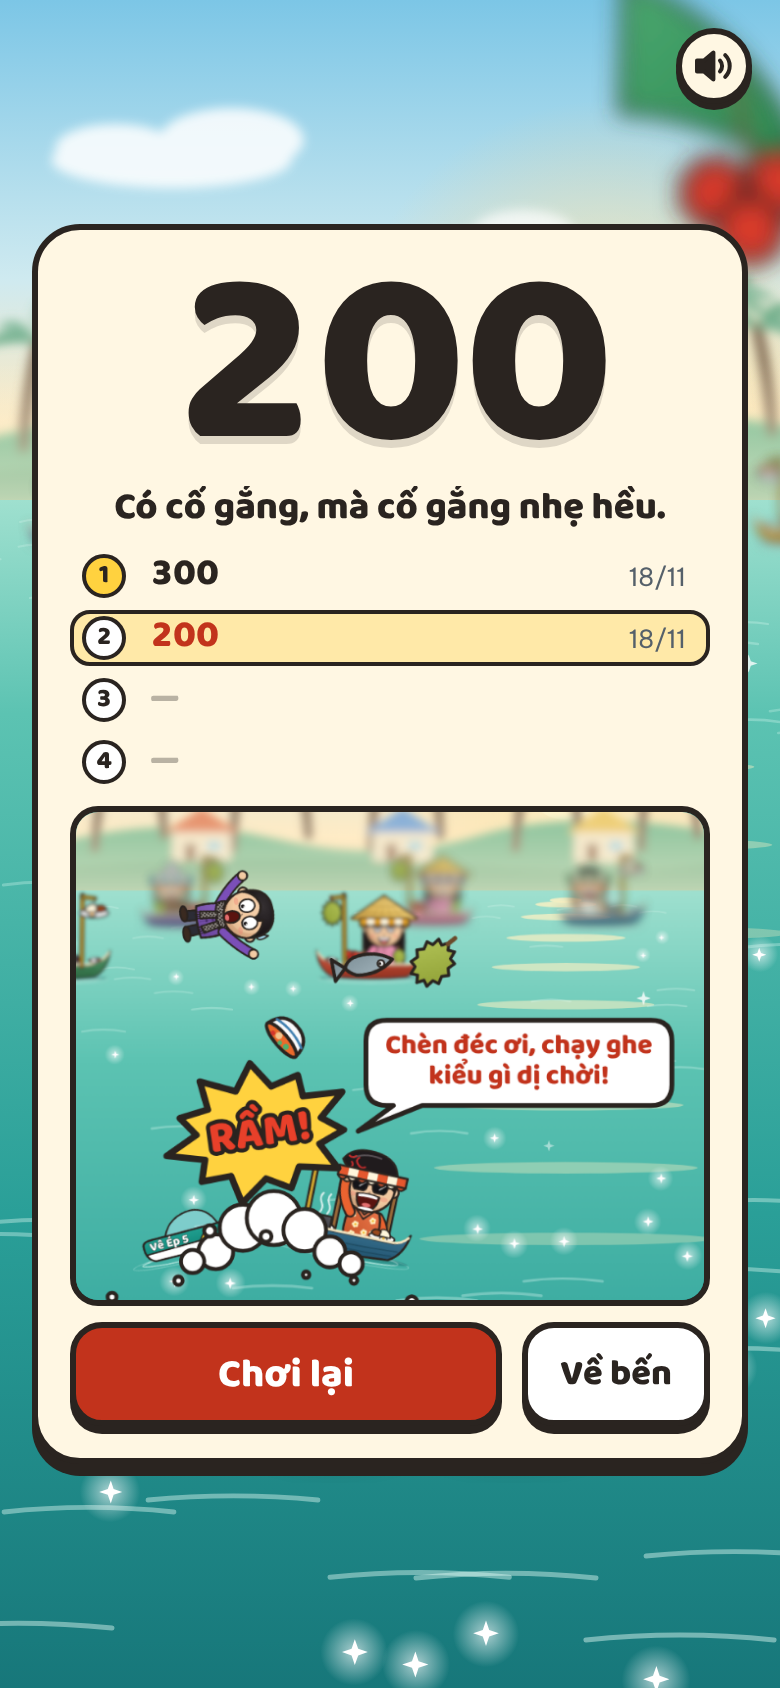 200
Có cố gắng, mà cố gắng nhẹ hều.
1 300 18/11
2 200 18/11
3 —
4 —
Chèn đéc ơi, chạy ghe
kiểu gì dị chời!
RẦM!
Về Ép 5
Chơi lại
Về bến